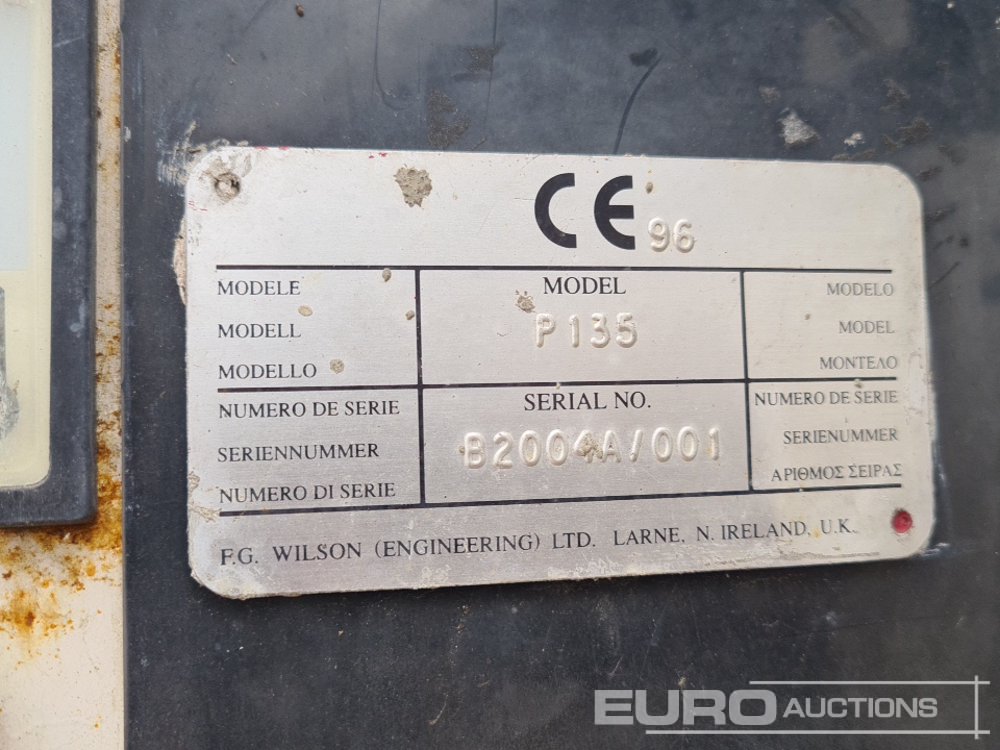 CE 96
MODELE
MODELL
MODELLO
MODEL
P135
MODELO
MODEL
ΜΟΝΤΕΛΟ
NUMERO DE SERIE
SERIENNUMMER
NUMERO DI SERIE
SERIAL NO.
B2004A/001
NUMERO DE SERIE
SERIENUMMER
ΑΡΙΘΜΟΣ ΣΕΙΡΑΣ
F.G. WILSON (ENGINEERING) LTD. LARNE, N. IRELAND, U.K.
EURO AUCTIONS